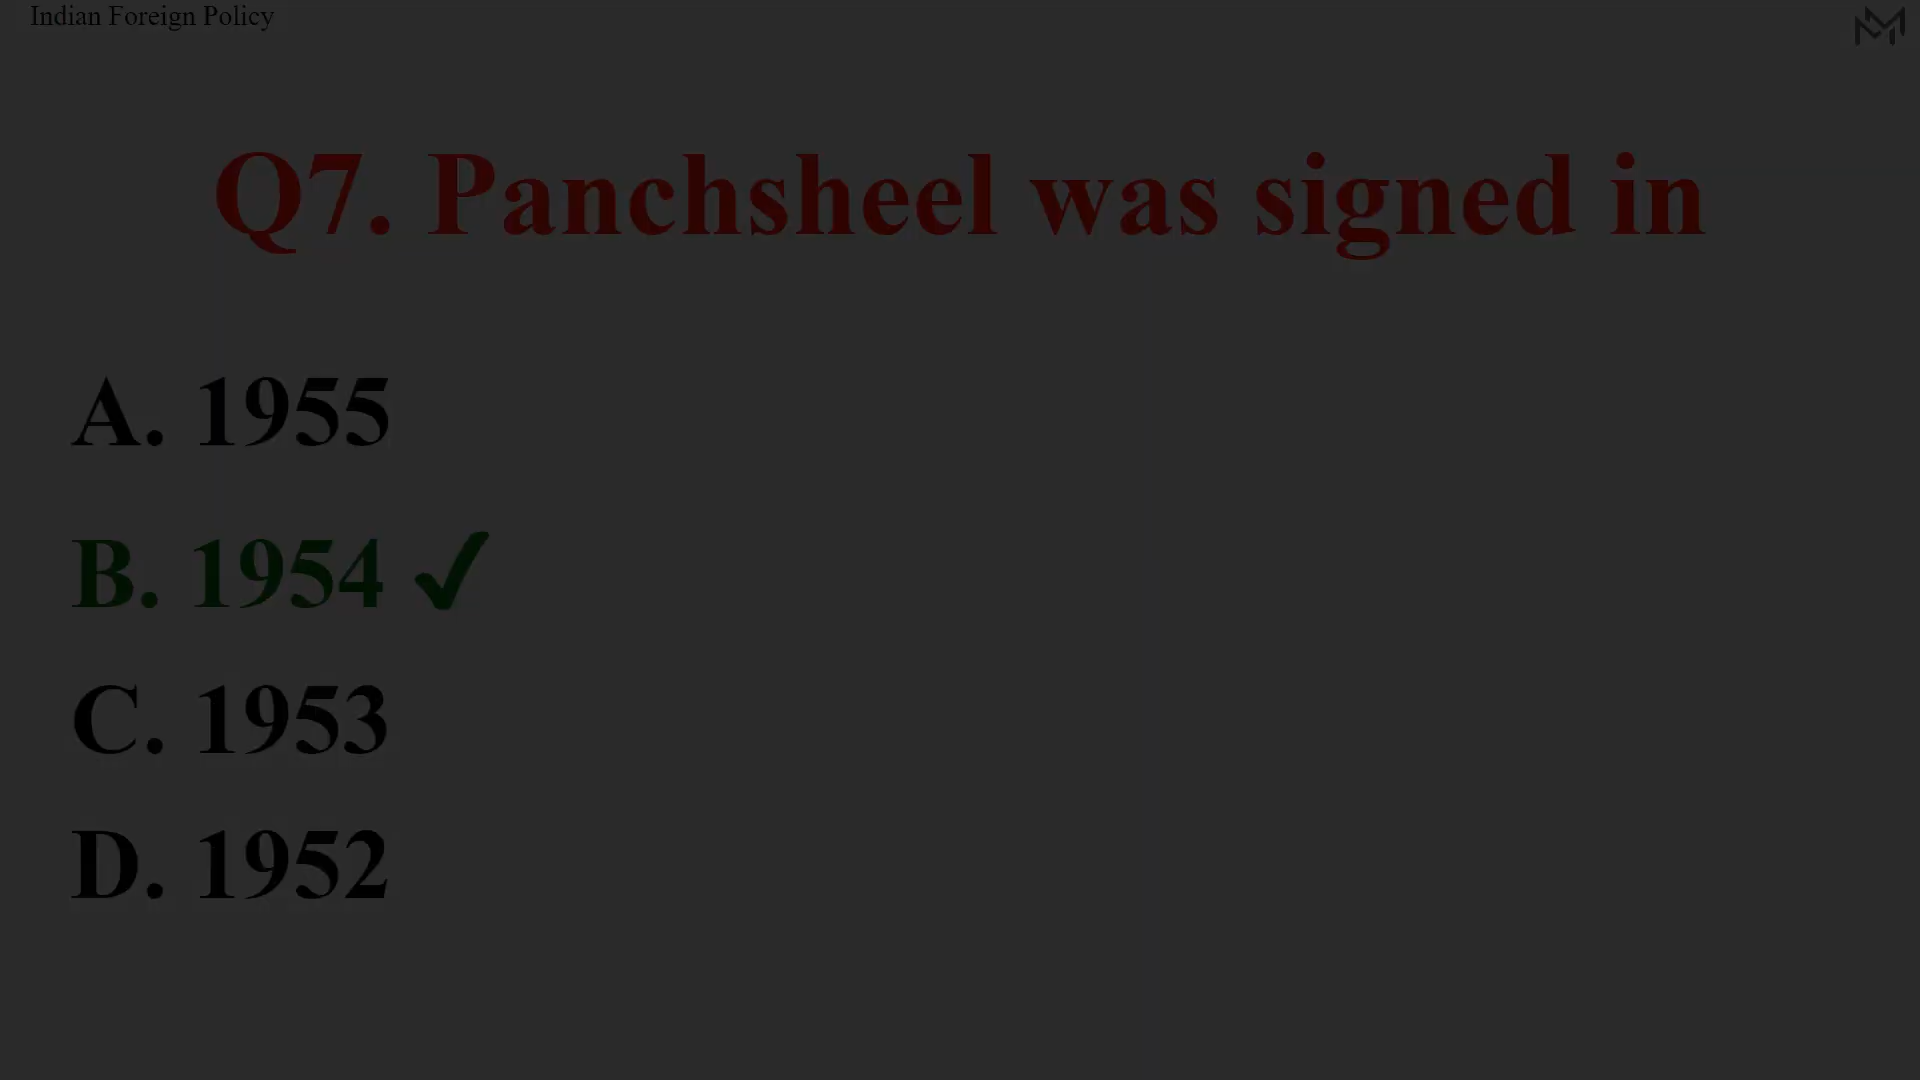 Indian Foreign Policy
Q7. Panchsheel was signed in
A. 1955
B. 1954 ✓
C. 1953
D. 1952